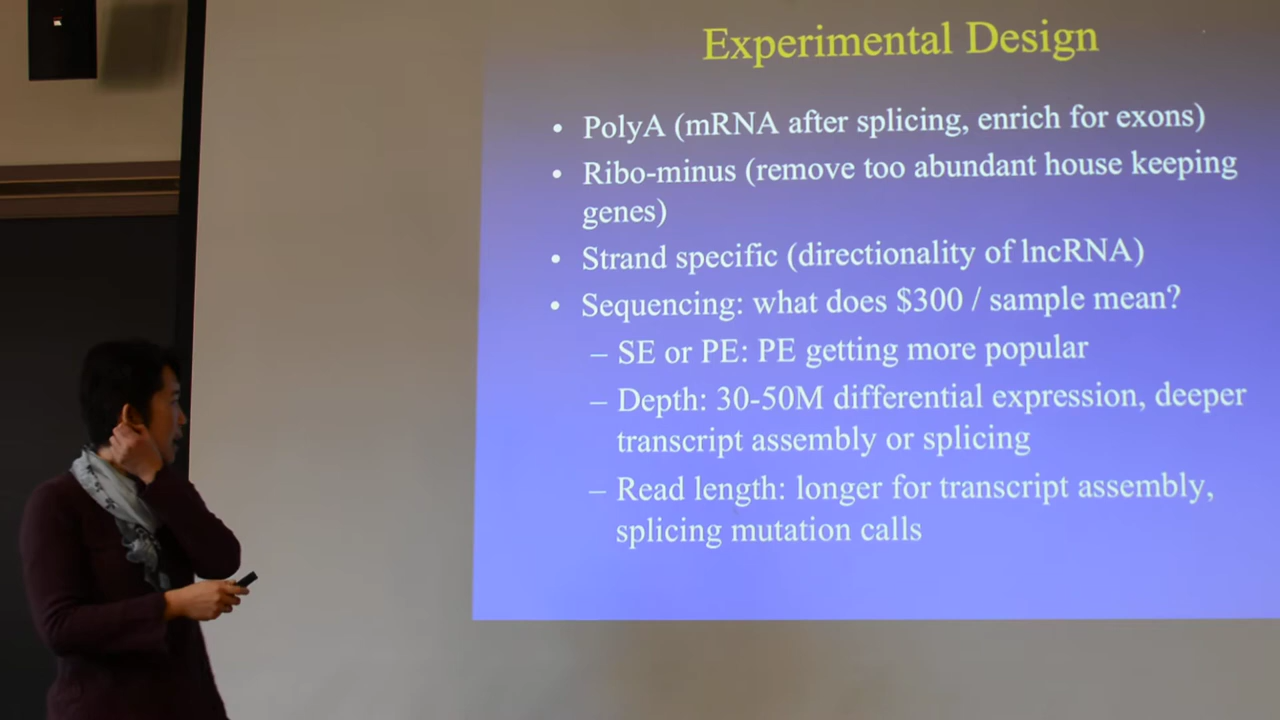 Experimental Design
• PolyA (mRNA after splicing, enrich for exons)
• Ribo-minus (remove too abundant house keeping
genes)
• Strand specific (directionality of lncRNA)
• Sequencing: what does $300 / sample mean?
– SE or PE: PE getting more popular
– Depth: 30-50M differential expression, deeper
transcript assembly or splicing
– Read length: longer for transcript assembly,
splicing mutation calls